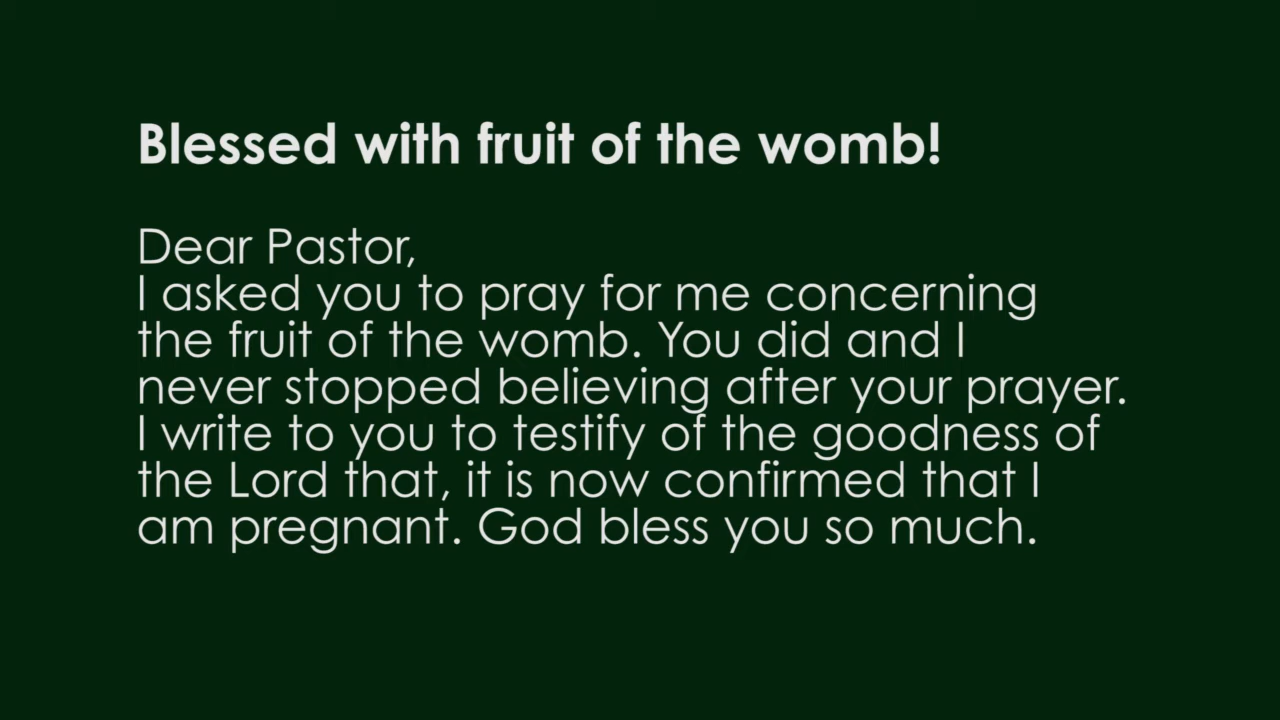 Blessed with fruit of the womb!
Dear Pastor,
I asked you to pray for me concerning
the fruit of the womb. You did and I
never stopped believing after your prayer.
I write to you to testify of the goodness of
the Lord that, it is now confirmed that I
am pregnant. God bless you so much.